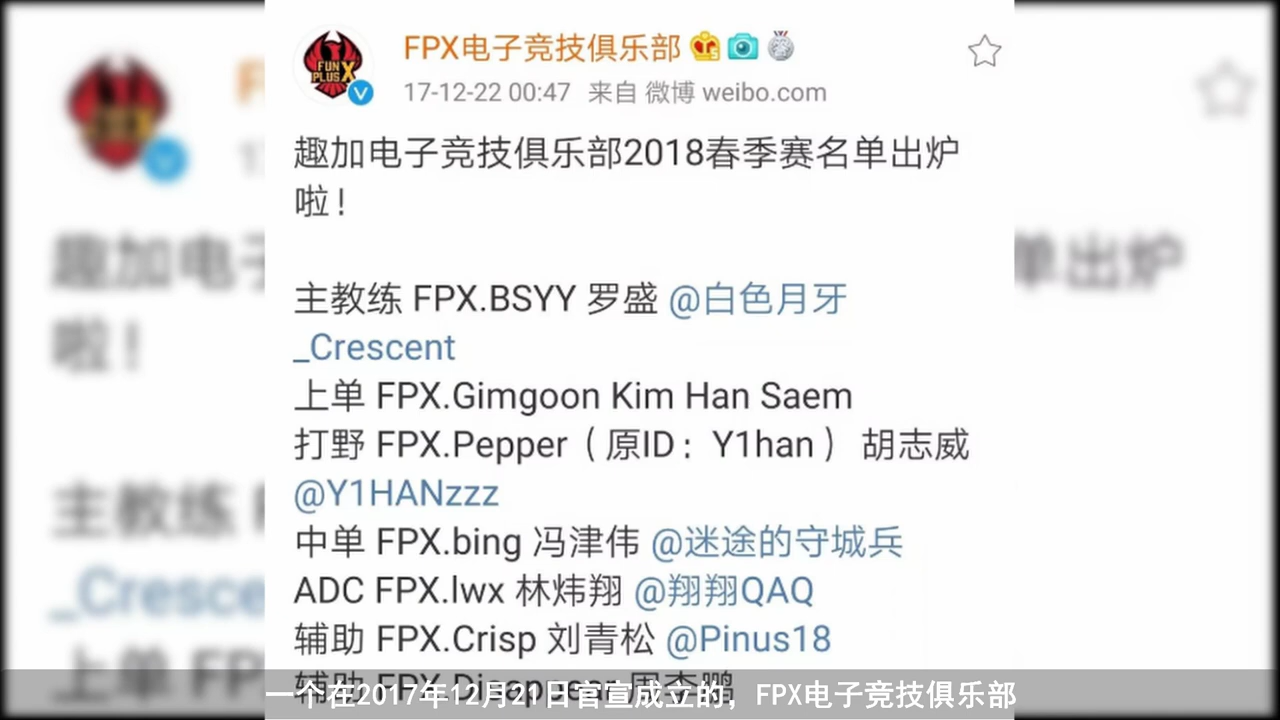 FUN
PLUS X
FPX电子竞技俱乐部
17-12-22 00:47 来自 微博 weibo.com
趣加电子竞技俱乐部2018春季赛名单出炉
啦！
主教练 FPX.BSYY 罗盛 @白色月牙
_Crescent
上单 FPX.Gimgoon Kim Han Saem
打野 FPX.Pepper（原ID：Y1han） 胡志威
@Y1HANzzz
中单 FPX.bing 冯津伟 @迷途的守城兵
ADC FPX.lwx 林炜翔 @翔翔QAQ
辅助 FPX.Crisp 刘青松 @Pinus18
一个在2017年12月21日官宣成立的，FPX电子竞技俱乐部